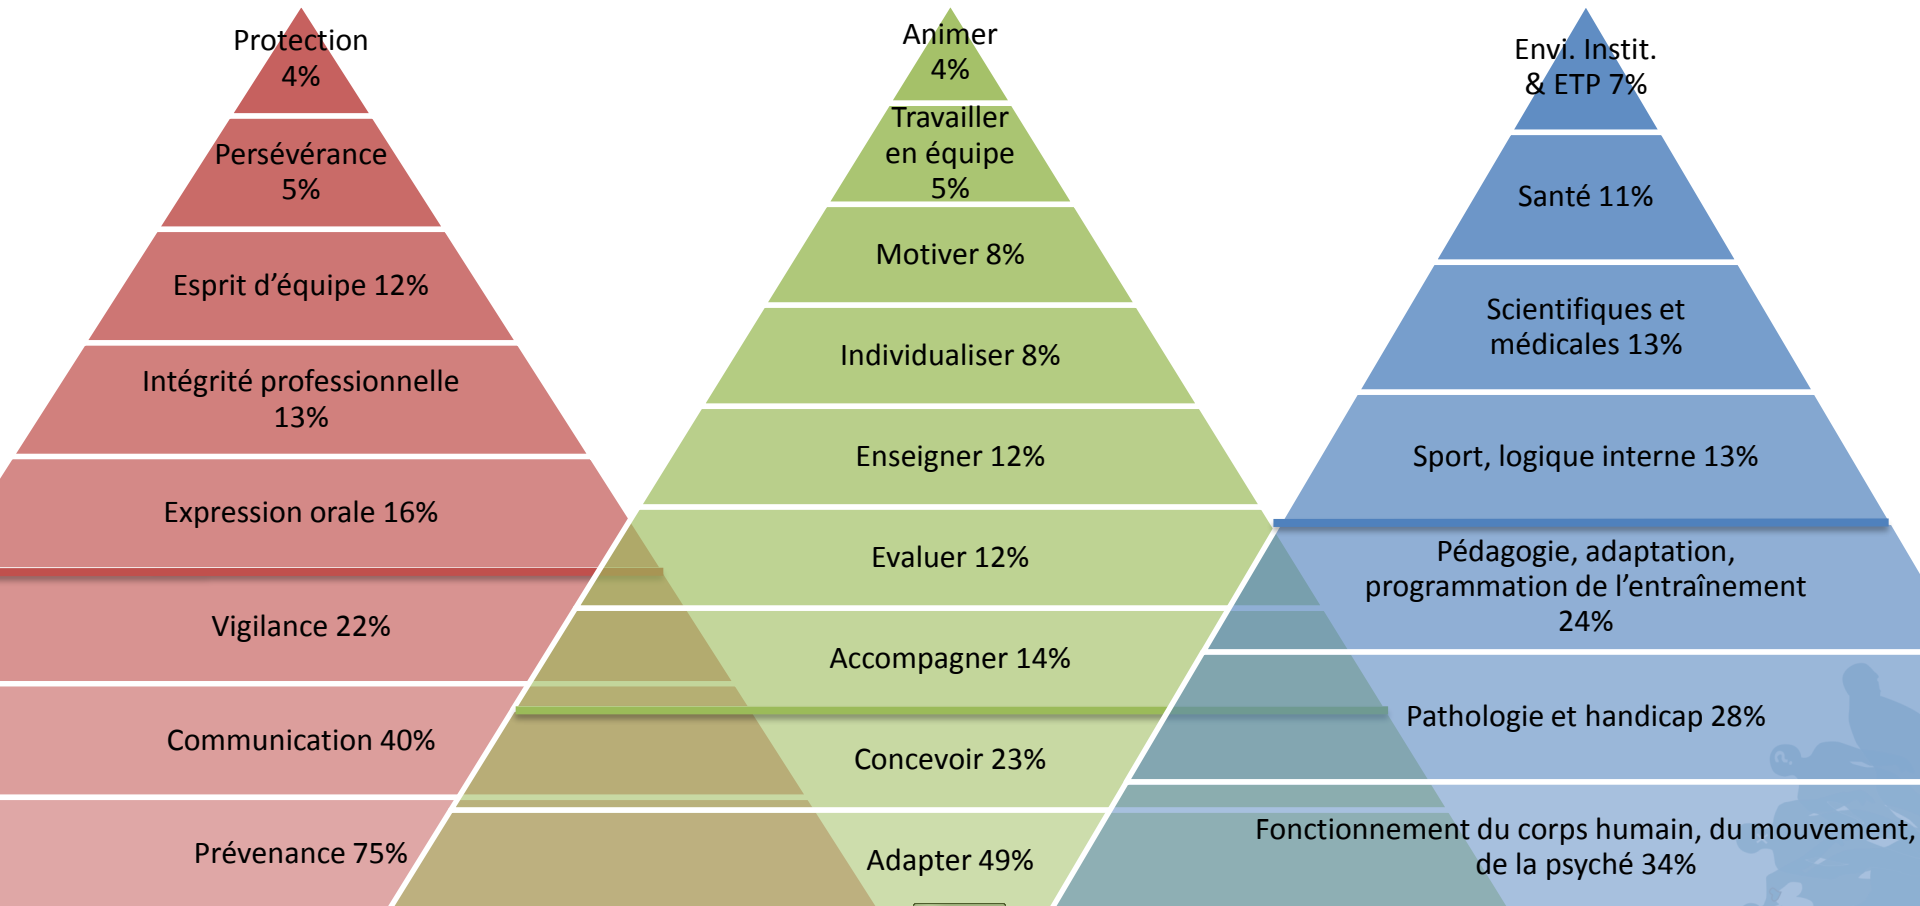 Protection
4%
Persévérance
5%
Esprit d’équipe 12%
Intégrité professionnelle
13%
Expression orale 16%
Vigilance 22%
Communication 40%
Prévenance 75%
Animer
4%
Travailler
en équipe
5%
Motiver 8%
Individualiser 8%
Enseigner 12%
Evaluer 12%
Accompagner 14%
Concevoir 23%
Adapter 49%
Envi. Instit.
& ETP 7%
Santé 11%
Scientifiques et
médicales 13%
Sport, logique interne 13%
Pédagogie, adaptation,
programmation de l’entraînement
24%
Pathologie et handicap 28%
Fonctionnement du corps humain, du mouvement,
de la psyché 34%